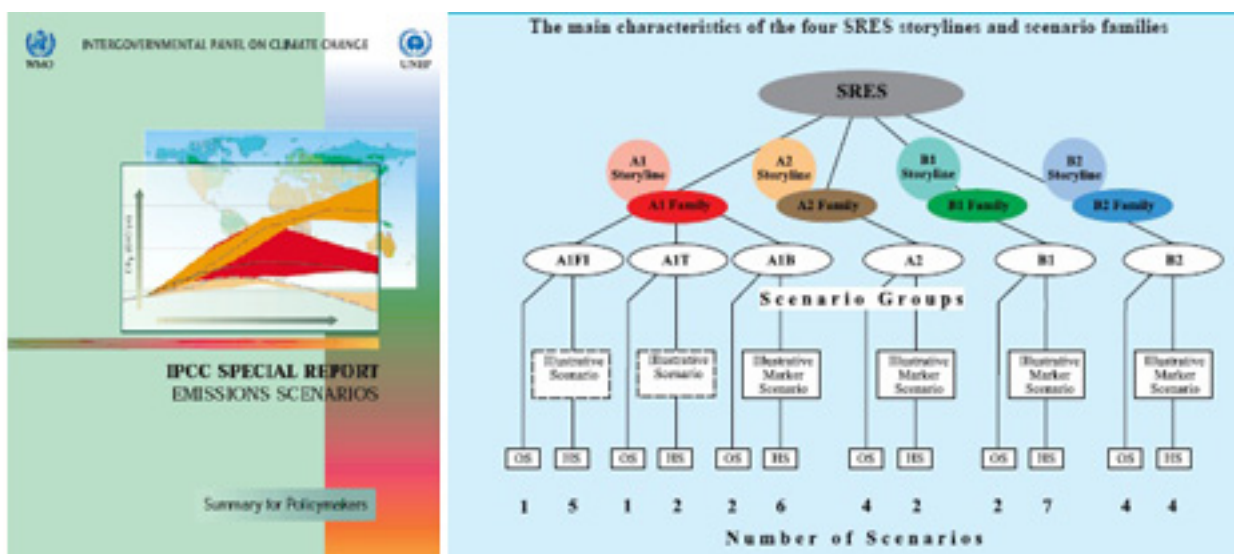 INTERGOVERNMENTAL PANEL ON CLIMATE CHANGE
WMO
UNEP
IPCC SPECIAL REPORT
EMISSIONS SCENARIOS
Summary for Policymakers
The main characteristics of the four SRES storylines and scenario families
SRES
A1 Storyline
A2 Storyline
B1 Storyline
B2 Storyline
A1 Family
A2 Family
B1 Family
B2 Family
A1FI
A1T
A1B
A2
B1
B2
Scenario Groups
Illustrative Scenario
Illustrative Scenario
Illustrative Marker Scenario
Illustrative Marker Scenario
Illustrative Marker Scenario
Illustrative Marker Scenario
OS HS OS HS OS HS OS HS OS HS OS HS
1 5 1 2 2 6 4 2 2 7 4 4
Number of Scenarios